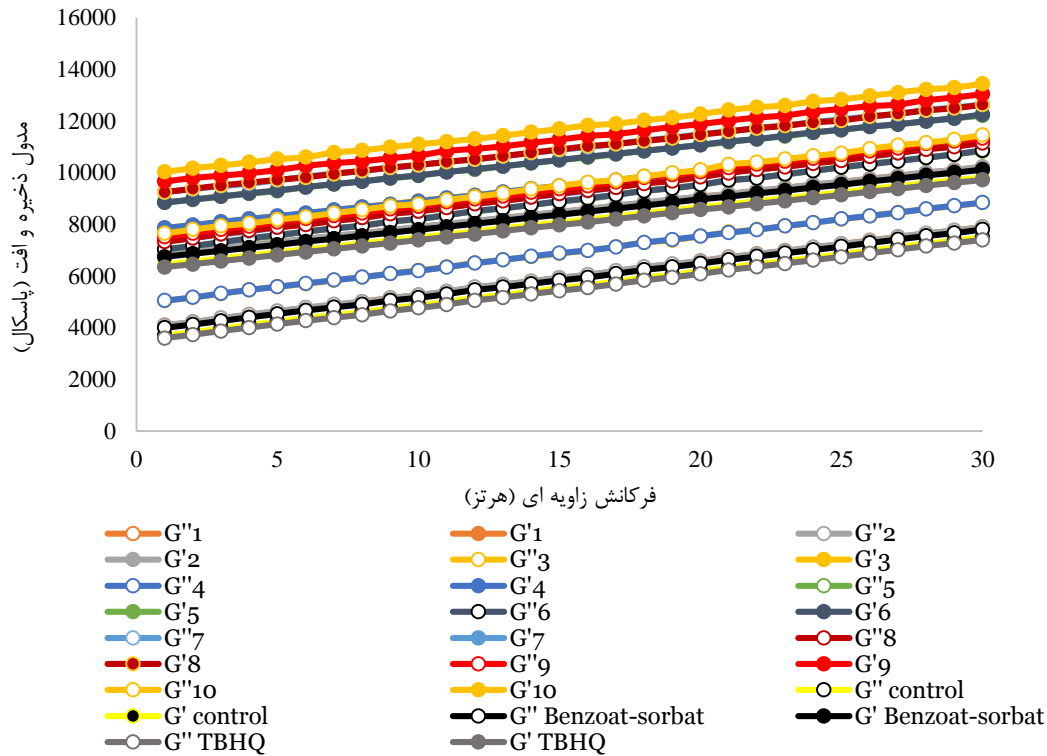 16000
14000
12000
10000
8000
6000
4000
2000
0
مدول ذخیره و افت (پاسکال)
0 5 10 15 20 25 30
فرکانش زاویه ای (هرتز)
G''1 G'1 G''2
G'2 G''3 G'3
G''4 G'4 G''5
G'5 G''6 G'6
G''7 G'7 G''8
G'8 G''9 G'9
G''10 G'10 G'' control
G' control G'' Benzoat-sorbat G' Benzoat-sorbat
G'' TBHQ G' TBHQ